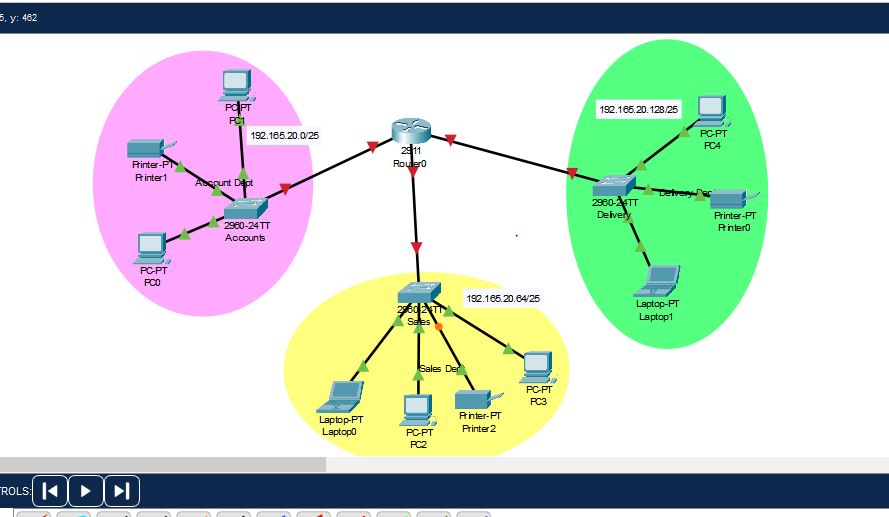 5, y: 462
PC-PT
PC1
192.165.20.0/25
Printer-PT
Printer1
Account Dept
2960-24TT
Accounts
PC-PT
PC0
2911
Router0
192.165.20.128/25
PC-PT
PC4
Delivery Dept
2960-24TT
Delivery
Printer-PT
Printer0
Laptop-PT
Laptop1
192.165.20.64/25
2960-24TT
Sales
Sales Dept
Laptop-PT
Laptop0
PC-PT
PC2
Printer-PT
Printer2
PC-PT
PC3
TROLS: